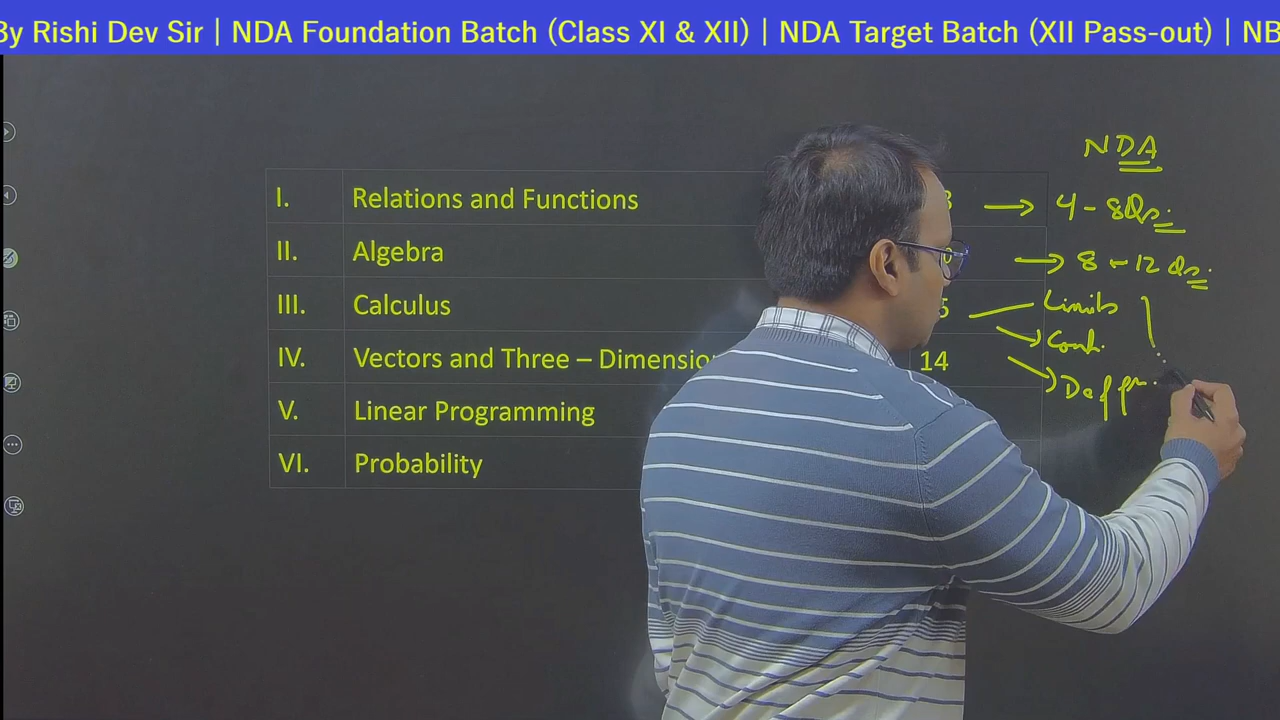 By Rishi Dev Sir | NDA Foundation Batch (Class XI & XII) | NDA Target Batch (XII Pass-out) | NB
NDA
I. Relations and Functions → 4 - 8Qs.
II. Algebra → 8 - 12 Qs.
III. Calculus Limits
Conti.
IV. Vectors and Three – Dimensio 14
V. Linear Programming
VI. Probability